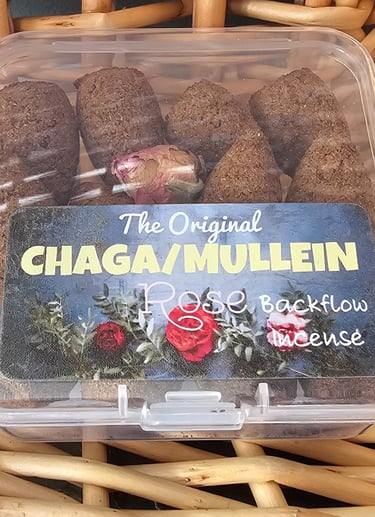 The Original
CHAGA/MULLEIN
Rose Backflow
Incense